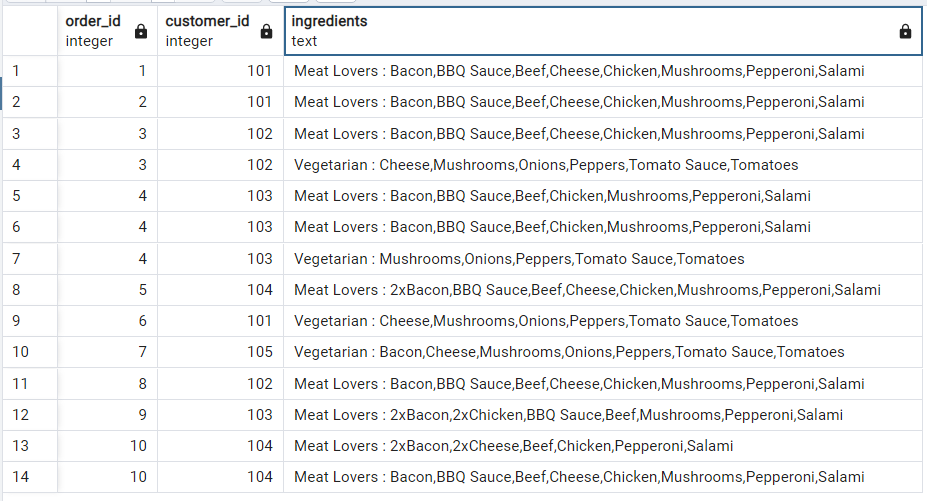 order_id customer_id ingredients
integer integer text
1 1 101 Meat Lovers : Bacon,BBQ Sauce,Beef,Cheese,Chicken,Mushrooms,Pepperoni,Salami
2 2 101 Meat Lovers : Bacon,BBQ Sauce,Beef,Cheese,Chicken,Mushrooms,Pepperoni,Salami
3 3 102 Meat Lovers : Bacon,BBQ Sauce,Beef,Cheese,Chicken,Mushrooms,Pepperoni,Salami
4 3 102 Vegetarian : Cheese,Mushrooms,Onions,Peppers,Tomato Sauce,Tomatoes
5 4 103 Meat Lovers : Bacon,BBQ Sauce,Beef,Chicken,Mushrooms,Pepperoni,Salami
6 4 103 Meat Lovers : Bacon,BBQ Sauce,Beef,Chicken,Mushrooms,Pepperoni,Salami
7 4 103 Vegetarian : Mushrooms,Onions,Peppers,Tomato Sauce,Tomatoes
8 5 104 Meat Lovers : 2xBacon,BBQ Sauce,Beef,Cheese,Chicken,Mushrooms,Pepperoni,Salami
9 6 101 Vegetarian : Cheese,Mushrooms,Onions,Peppers,Tomato Sauce,Tomatoes
10 7 105 Vegetarian : Bacon,Cheese,Mushrooms,Onions,Peppers,Tomato Sauce,Tomatoes
11 8 102 Meat Lovers : Bacon,BBQ Sauce,Beef,Cheese,Chicken,Mushrooms,Pepperoni,Salami
12 9 103 Meat Lovers : 2xBacon,2xChicken,BBQ Sauce,Beef,Mushrooms,Pepperoni,Salami
13 10 104 Meat Lovers : 2xBacon,2xCheese,Beef,Chicken,Pepperoni,Salami
14 10 104 Meat Lovers : Bacon,BBQ Sauce,Beef,Cheese,Chicken,Mushrooms,Pepperoni,Salami